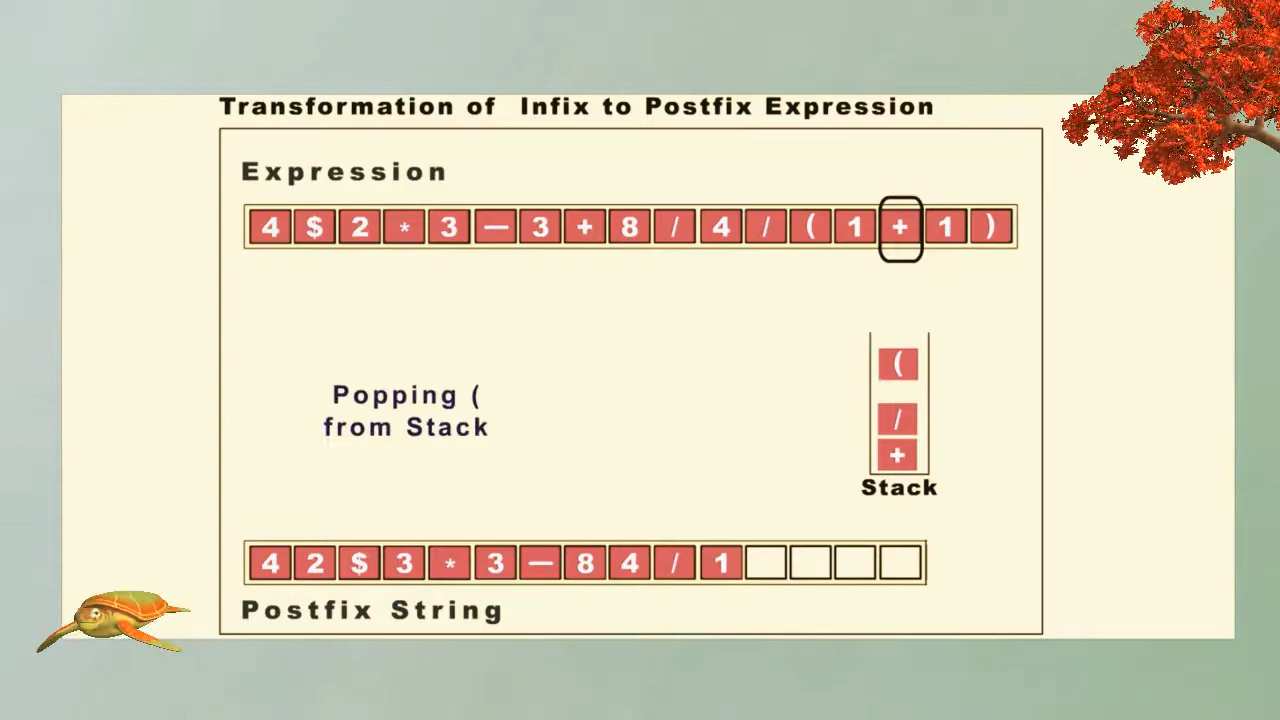 Transformation of Infix to Postfix Expression
Expression
4 $ 2 * 3 — 3 + 8 / 4 / ( 1 + 1 )
Popping (
from Stack
(
/
+
Stack
4 2 $ 3 * 3 — 8 4 / 1
Postfix String